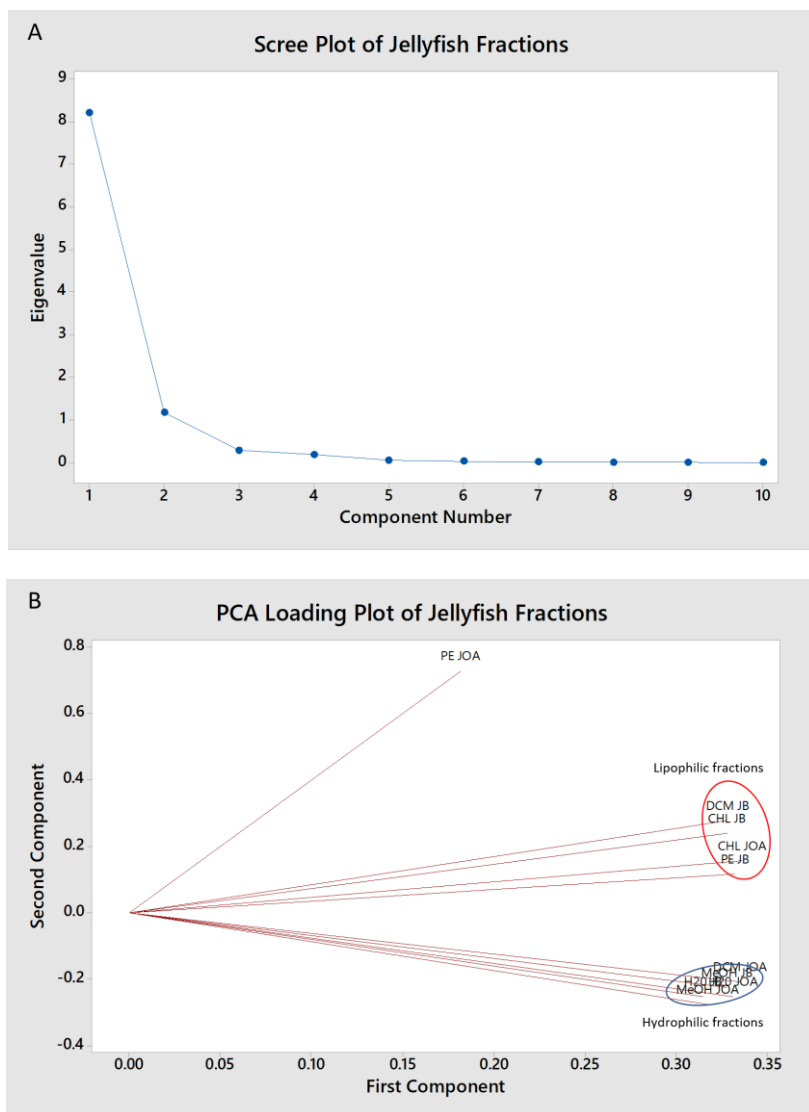 A
Scree Plot of Jellyfish Fractions
9
8
7
6
5
4
3
2
1
0
Eigenvalue
1 2 3 4 5 6 7 8 9 10
Component Number
B
PCA Loading Plot of Jellyfish Fractions
0.8
0.6
0.4
0.2
0.0
-0.2
-0.4
Second Component
PE JOA
Lipophilic fractions
DCM JB
CHL JB
CHL JOA
PE JB
DCM JOA
MeOH JB
JOA
MeOH JOA
Hydrophilic fractions
0.00 0.05 0.10 0.15 0.20 0.25 0.30 0.35
First Component